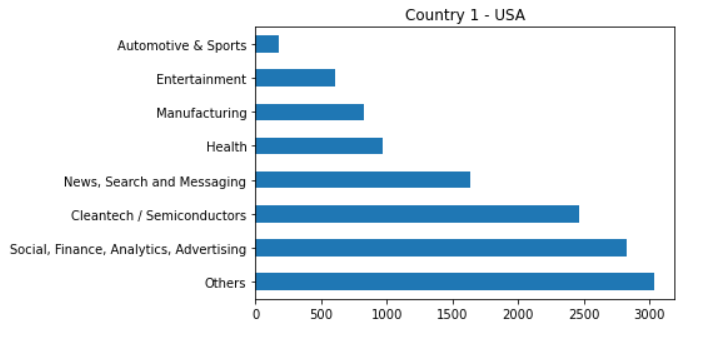 Country 1 - USA
Automotive & Sports
Entertainment
Manufacturing
Health
News, Search and Messaging
Cleantech / Semiconductors
Social, Finance, Analytics, Advertising
Others
0 500 1000 1500 2000 2500 3000